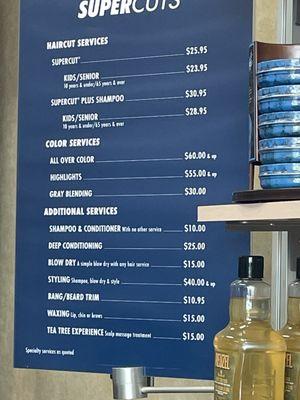 SUPERCUTS
HAIRCUT SERVICES
SUPERCUT® $25.95
KIDS/SENIOR $23.95
10 years & under/65 years & over
SUPERCUT® PLUS SHAMPOO $30.95
KIDS/SENIOR $28.95
10 years & under/65 years & over
COLOR SERVICES
ALL OVER COLOR $60.00 & up
HIGHLIGHTS $55.00 & up
GRAY BLENDING $30.00
ADDITIONAL SERVICES
SHAMPOO & CONDITIONER With no other service $10.00
DEEP CONDITIONING $25.00
BLOW DRY A simple blow dry with any hair service $15.00
STYLING Shampoo, blow dry & style $40.00 & up
BANG/BEARD TRIM $10.95
WAXING Lip, chin or brows $15.00
TEA TREE EXPERIENCE Scalp massage treatment $15.00
Specialty services as quoted